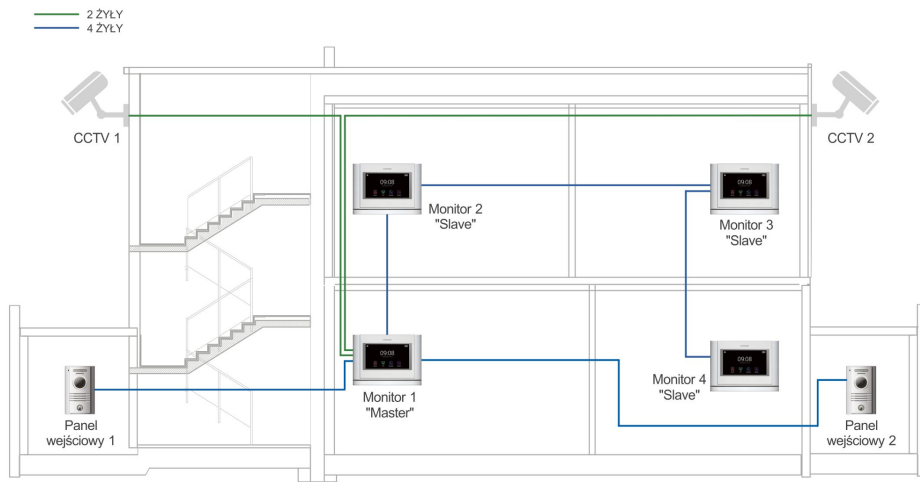 2 ŻYŁY
4 ŻYŁY
CCTV 1
CCTV 2
09:08
Monitor 2
"Slave"
09:08
Monitor 3
"Slave"
09:08
Monitor 1
"Master"
09:08
Monitor 4
"Slave"
Panel
wejściowy 1
Panel
wejściowy 2